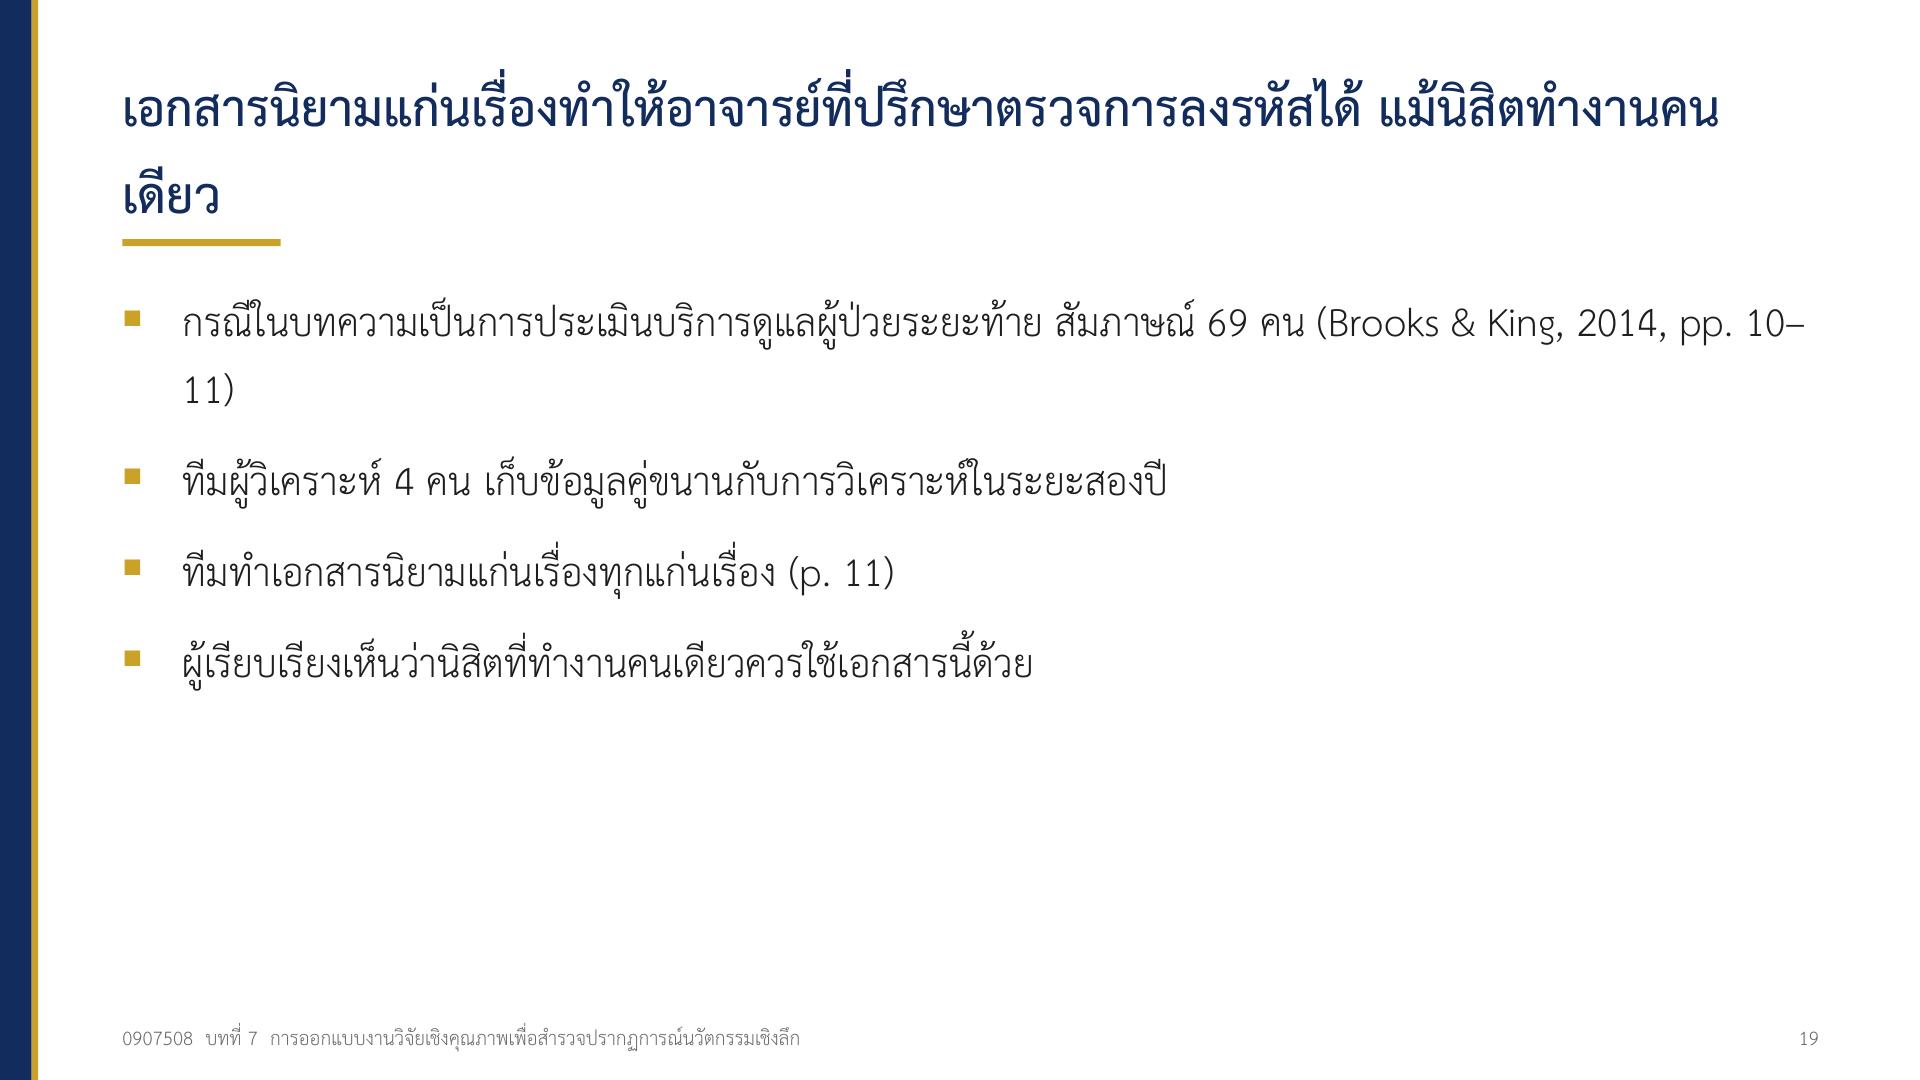 เอกสารนิยามแก่นเรื่องทำให้อาจารย์ที่ปรึกษาตรวจการลงรหัสได้ แม้นิสิตทำงานคน
เดียว
■ กรณีในบทความเป็นการประเมินบริการดูแลผู้ป่วยระยะท้าย สัมภาษณ์ 69 คน (Brooks & King, 2014, pp. 10–
11)
■ ทีมผู้วิเคราะห์ 4 คน เก็บข้อมูลคู่ขนานกับการวิเคราะห์ในระยะสองปี
■ ทีมทำเอกสารนิยามแก่นเรื่องทุกแก่นเรื่อง (p. 11)
■ ผู้เรียบเรียงเห็นว่านิสิตที่ทำงานคนเดียวควรใช้เอกสารนี้ด้วย
0907508 บทที่ 7 การออกแบบงานวิจัยเชิงคุณภาพเพื่อสำรวจปรากฏการณ์นวัตกรรมเชิงลึก
19